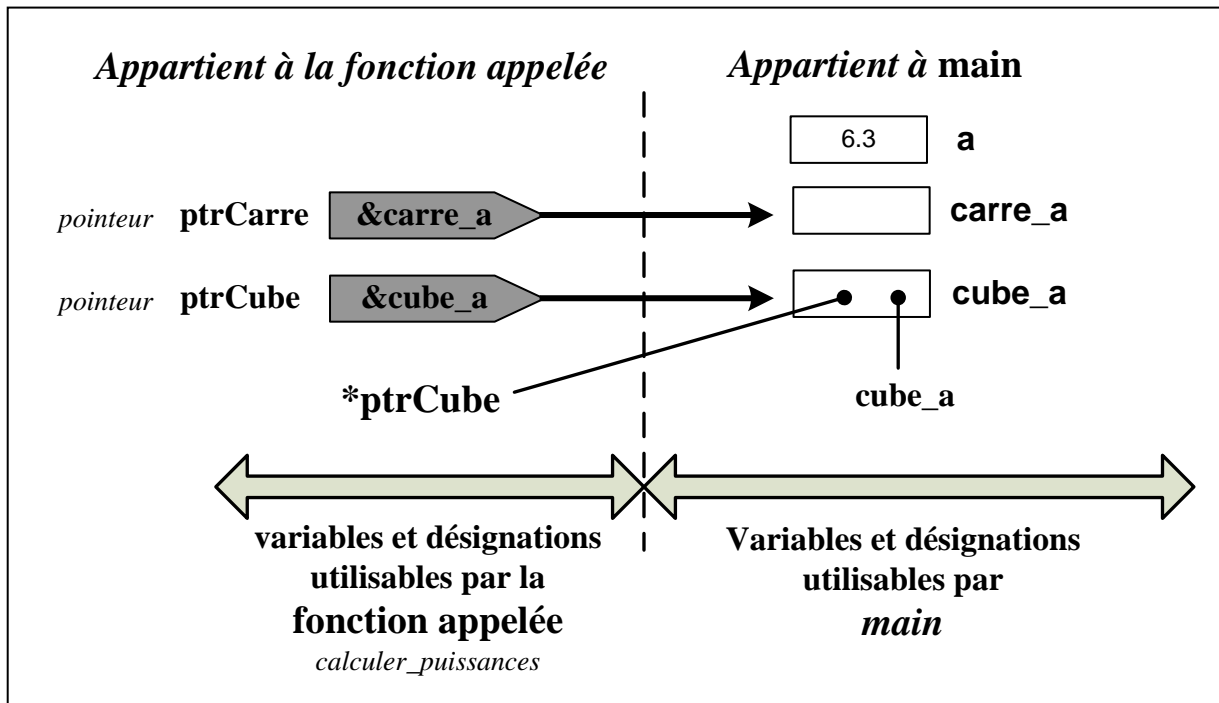 Appartient à la fonction appelée
Appartient à main
6.3
a
pointeur ptrCarre &carre_a
carre_a
pointeur ptrCube &cube_a
cube_a
*ptrCube
cube_a
variables et désignations
utilisables par la
fonction appelée
calculer_puissances
Variables et désignations
utilisables par
main